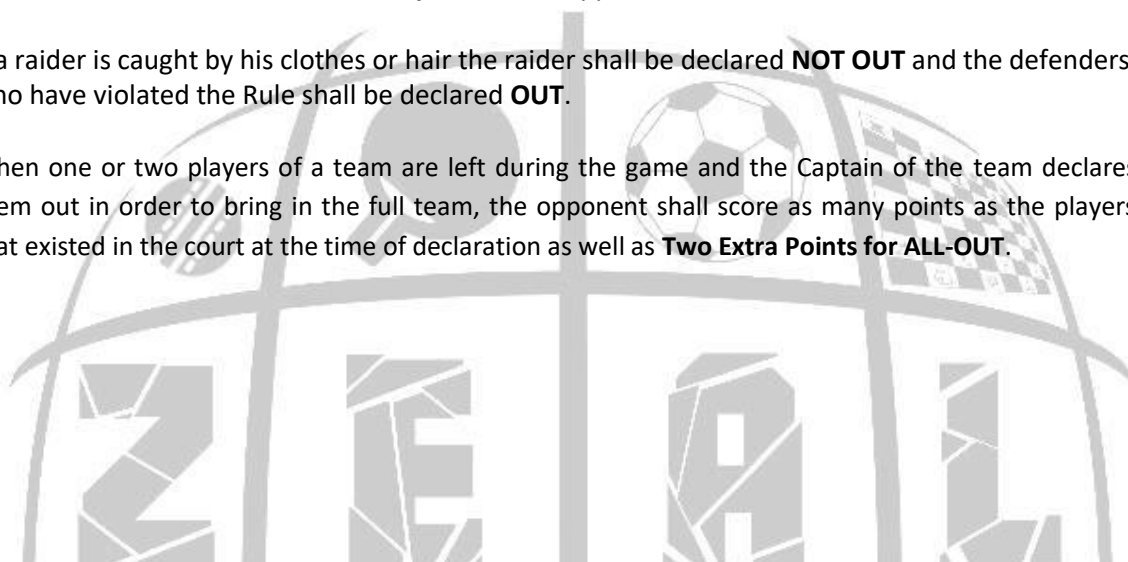 a raider is caught by his clothes or hair the raider shall be declared NOT OUT and the defenders
have violated the Rule shall be declared OUT.
one or two players of a team are left during the game and the Captain of the team declares
out in order to bring in the full team, the opponent shall score as many points as the players
existed in the court at the time of declaration as well as Two Extra Points for ALL-OUT.
ZEAL